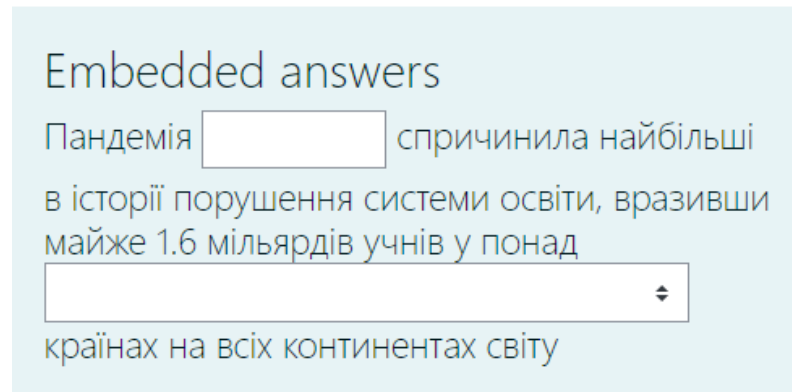 Embedded answers
Пандемія спричинила найбільші
в історії порушення системи освіти, вразивши
майже 1.6 мільярдів учнів у понад
країнах на всіх континентах світу